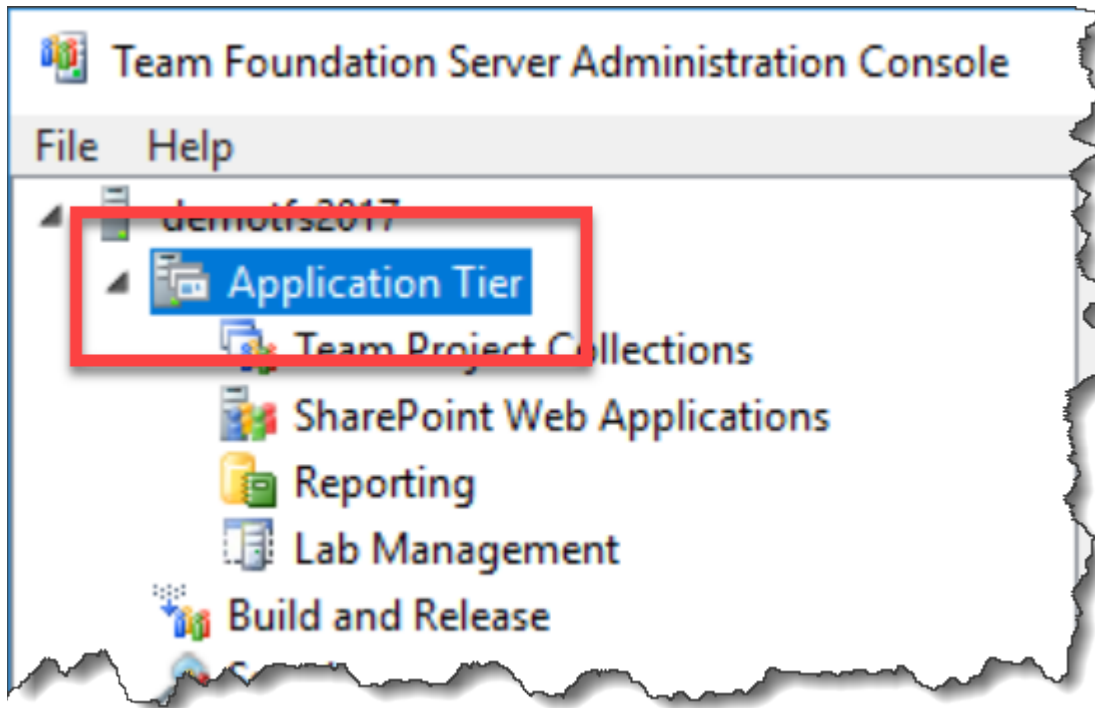 Team Foundation Server Administration Console
File Help
demotfs2017
Application Tier
Team Project Collections
SharePoint Web Applications
Reporting
Lab Management
Build and Release